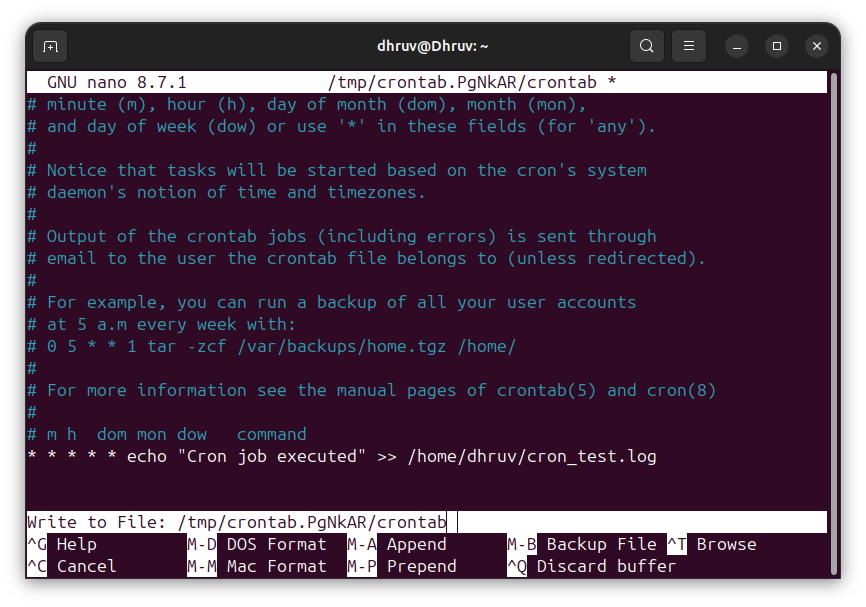 dhruv@Dhruv: ~
GNU nano 8.7.1 /tmp/crontab.PgNkAR/crontab *
# minute (m), hour (h), day of month (dom), month (mon),
# and day of week (dow) or use '*' in these fields (for 'any').
#
# Notice that tasks will be started based on the cron's system
# daemon's notion of time and timezones.
#
# Output of the crontab jobs (including errors) is sent through
# email to the user the crontab file belongs to (unless redirected).
#
# For example, you can run a backup of all your user accounts
# at 5 a.m every week with:
# 0 5 * * 1 tar -zcf /var/backups/home.tgz /home/
#
# For more information see the manual pages of crontab(5) and cron(8)
#
# m h  dom mon dow   command
* * * * * echo "Cron job executed" >> /home/dhruv/cron_test.log
Write to File: /tmp/crontab.PgNkAR/crontab
^G Help M-D DOS Format M-A Append M-B Backup File ^T Browse
^C Cancel M-M Mac Format M-P Prepend ^Q Discard buffer